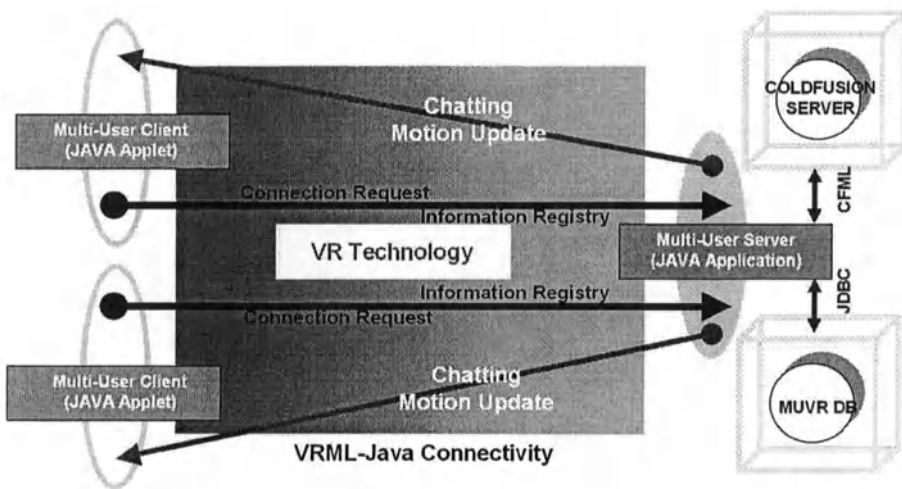 COLDFUSION
SERVER
Chatting
Motion Update
Multi-User Client
(JAVA Applet)
CFML
Connection Request
Information Registry
VR Technology
Multi-User Server
(JAVA Application)
Information Registry
Connection Request
JDBC
Multi-User Client
(JAVA Applet)
Chatting
Motion Update
MUVR DB
VRML-Java Connectivity